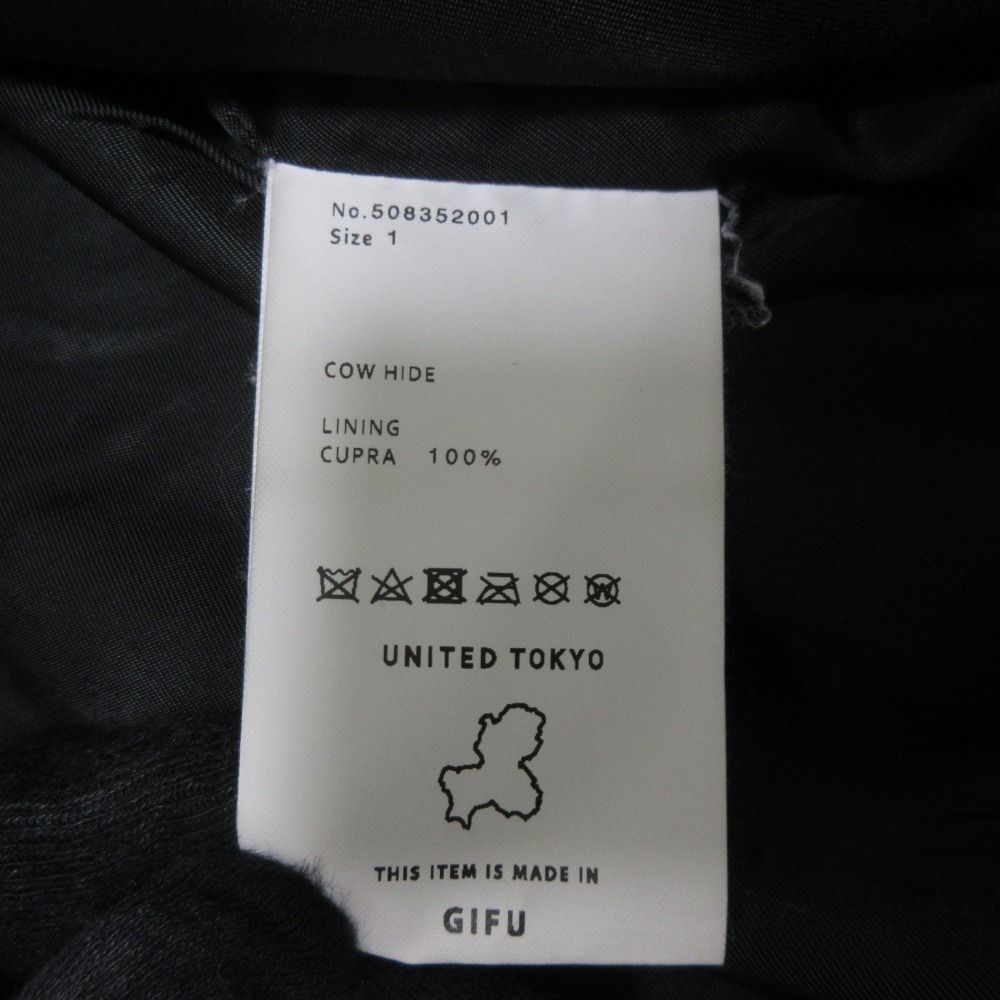 No.508352001
Size 1
COW HIDE
LINING
CUPRA 100%
W
UNITED TOKYO
THIS ITEM IS MADE IN
GIFU